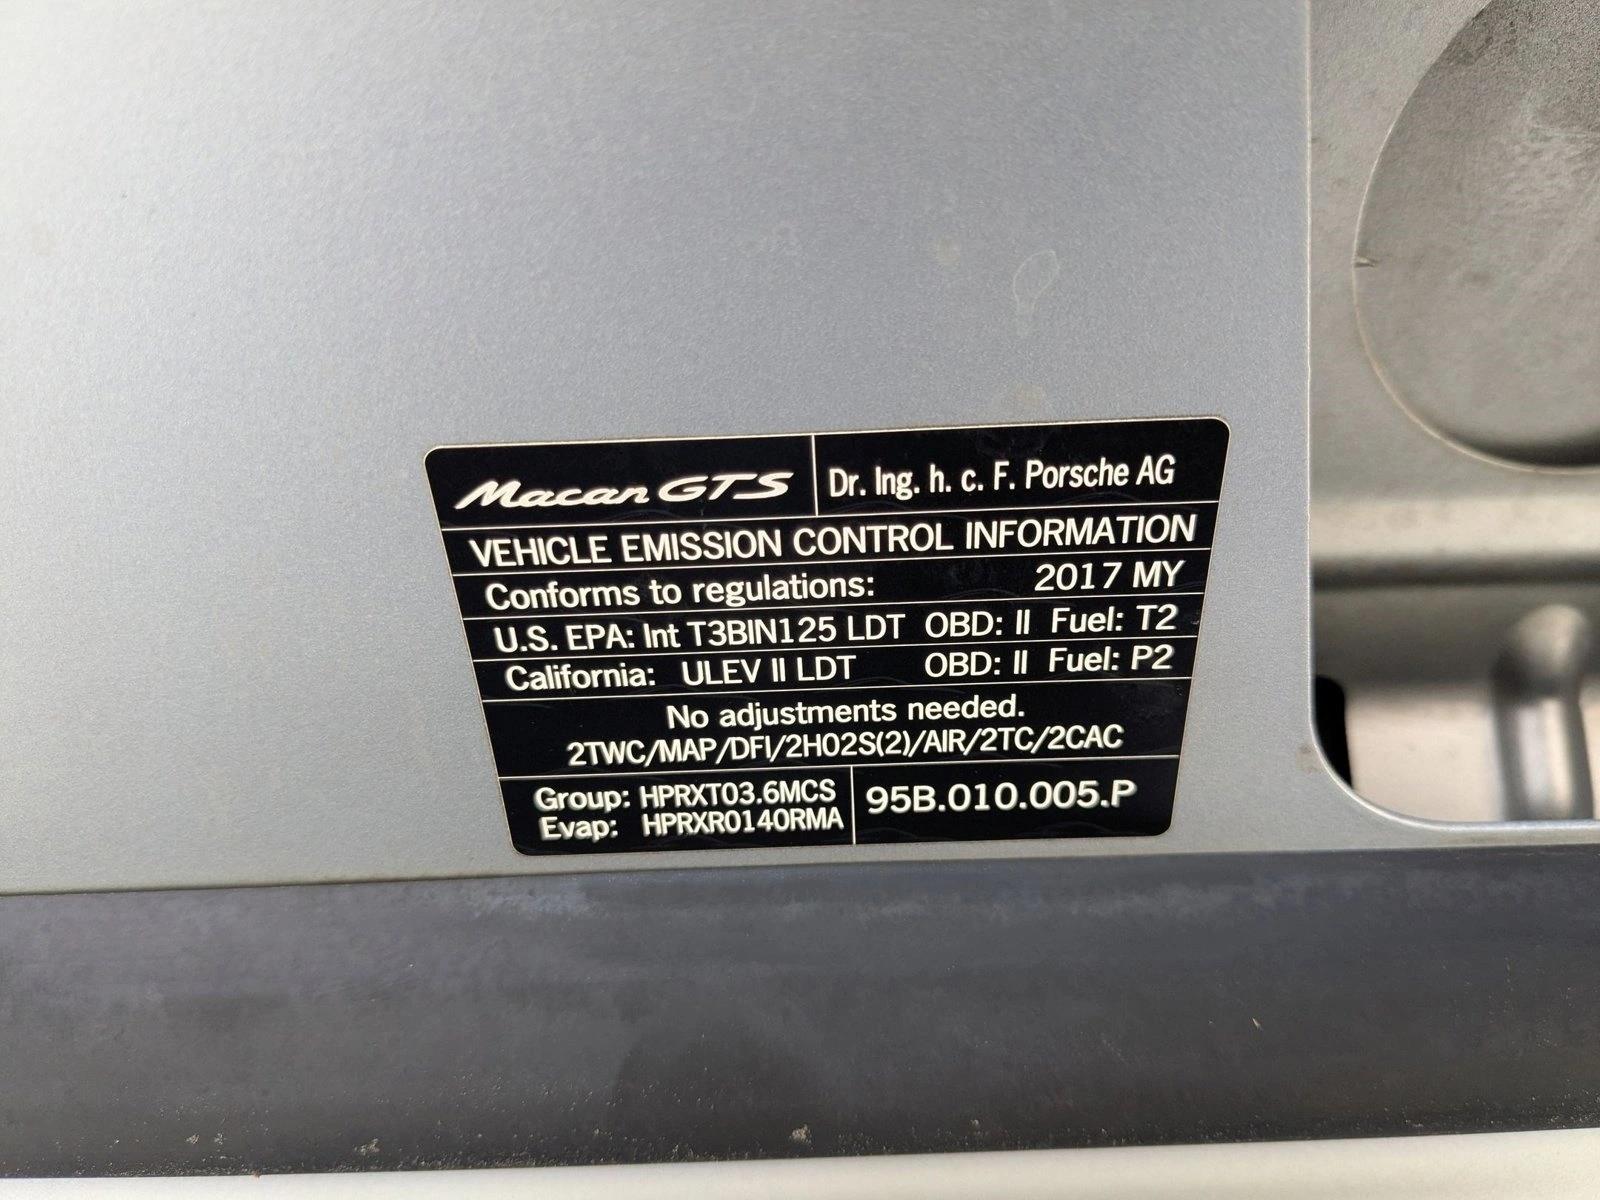 Macan GTS Dr. Ing. h. c. F. Porsche AG
VEHICLE EMISSION CONTROL INFORMATION
Conforms to regulations: 2017 MY
U.S. EPA: Int T3BIN125 LDT OBD: II Fuel: T2
California: ULEV II LDT OBD: II Fuel: P2
No adjustments needed.
2TWC/MAP/DFI/2HO2S(2)/AIR/2TC/2CAC
Group: HPRXT03.6MCS
Evap: HPRXR0140RMA
95B.010.005.P